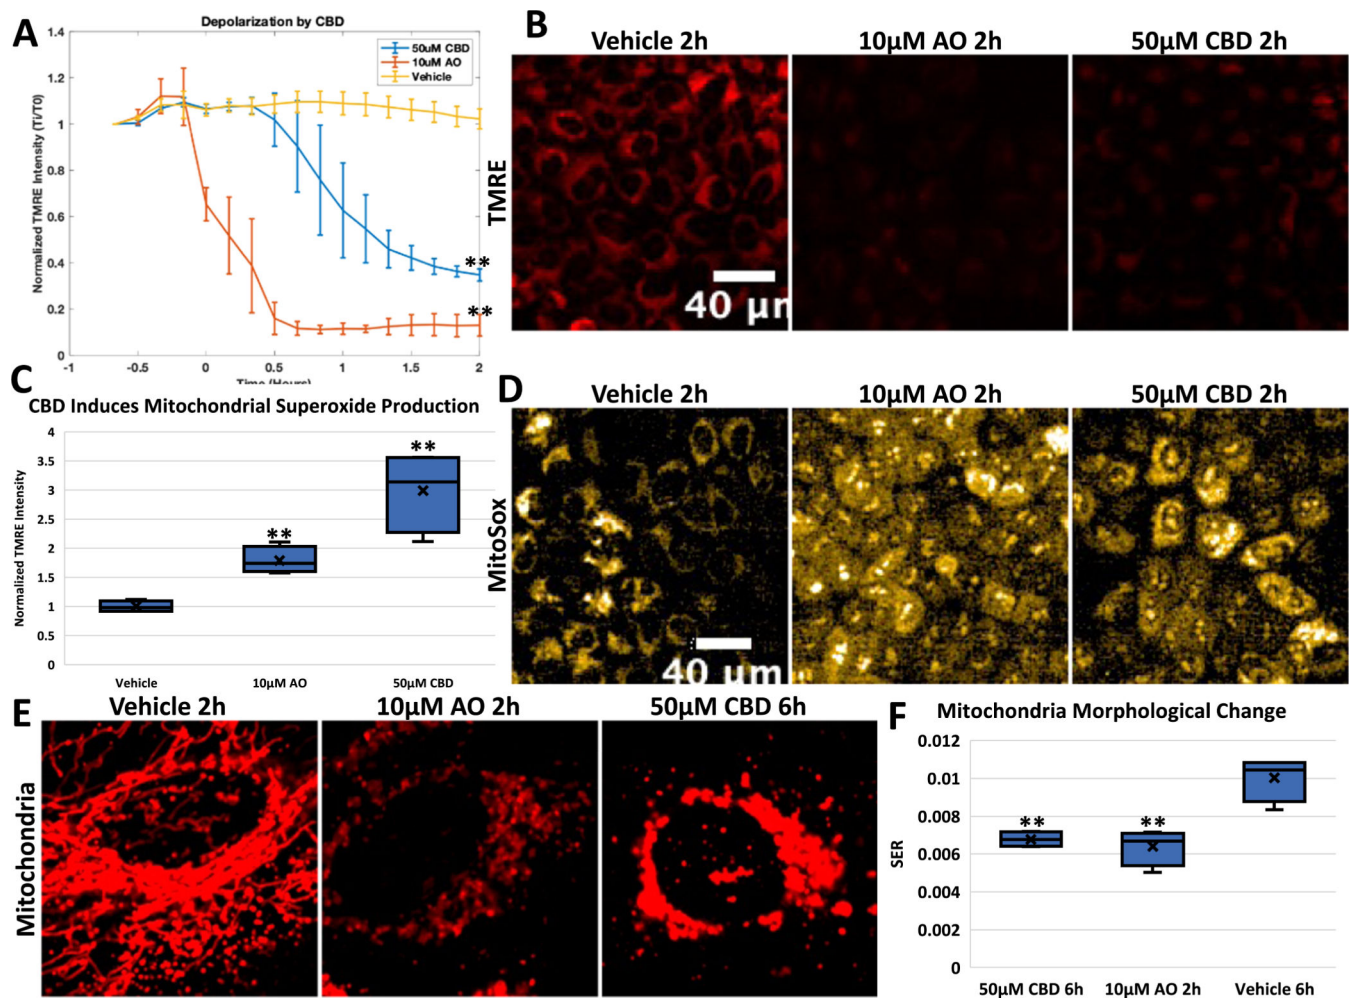 A
Depolarization by CBD
Normalized TMRE Intensity (Ti/T0)
1.4
1.2
1
0.8
0.6
0.4
0.2
0
50uM CBD
10uM AO
Vehicle
**
**
-1
-0.5
0
0.5
1
1.5
2
Time (Hours)
B
Vehicle 2h
10µM AO 2h
50µM CBD 2h
TMRE
40 µm
C
CBD Induces Mitochondrial Superoxide Production
Normalized TMRE Intensity
4
3.5
3
2.5
2
1.5
1
0.5
0
**
**
Vehicle
10µM AO
50µM CBD
D
Vehicle 2h
10µM AO 2h
50µM CBD 2h
MitoSox
40 µm
E
Vehicle 2h
10µM AO 2h
50µM CBD 6h
Mitochondria
F
Mitochondria Morphological Change
SER
0.012
0.01
0.008
0.006
0.004
0.002
0
**
**
50µM CBD 6h
10µM AO 2h
Vehicle 6h